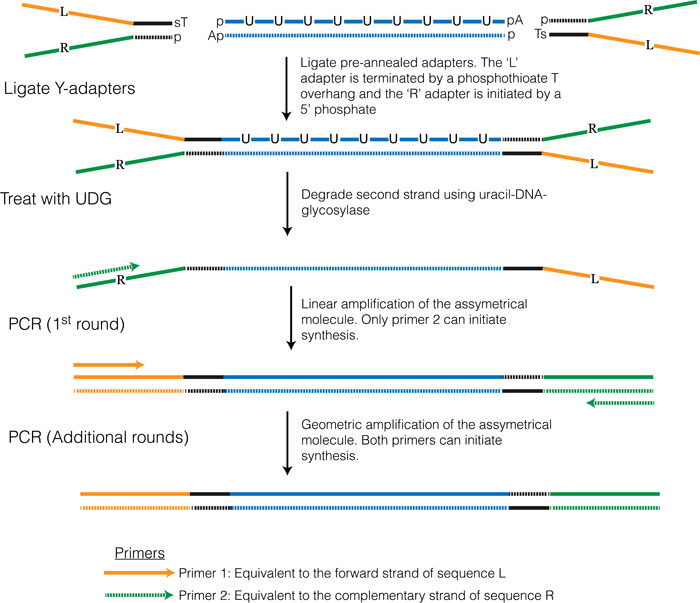 L sT p U U U U U U U U pA p R
R p Ap p Ts L
Ligate Y-adapters
Ligate pre-annealed adapters. The ‘L’
adapter is terminated by a phosphothioate T
overhang and the ‘R’ adapter is initiated by a
5’ phosphate
L U U U U U U U U R
R L
Treat with UDG
Degrade second strand using uracil-DNA-
glycosylase
R L
PCR (1st round)
Linear amplification of the assymetrical
molecule. Only primer 2 can initiate
synthesis.
PCR (Additional rounds)
Geometric amplification of the assymetrical
molecule. Both primers can initiate
synthesis.
Primers
Primer 1: Equivalent to the forward strand of sequence L
Primer 2: Equivalent to the complementary strand of sequence R